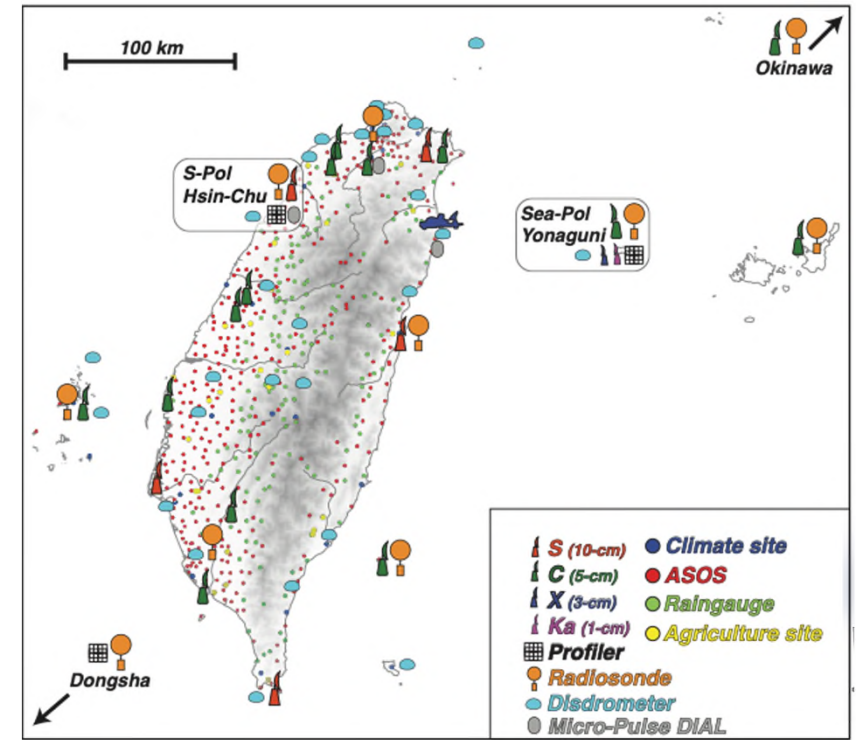 100 km
Okinawa
S-Pol
Hsin-Chu
Sea-Pol
Yonaguni
S (10-cm)
Climate site
C (5-cm)
ASOS
X (3-cm)
Raingauge
Ka (1-cm)
Agriculture site
Profiler
Radiosonde
Disdrometer
Micro-Pulse DIAL
Dongsha